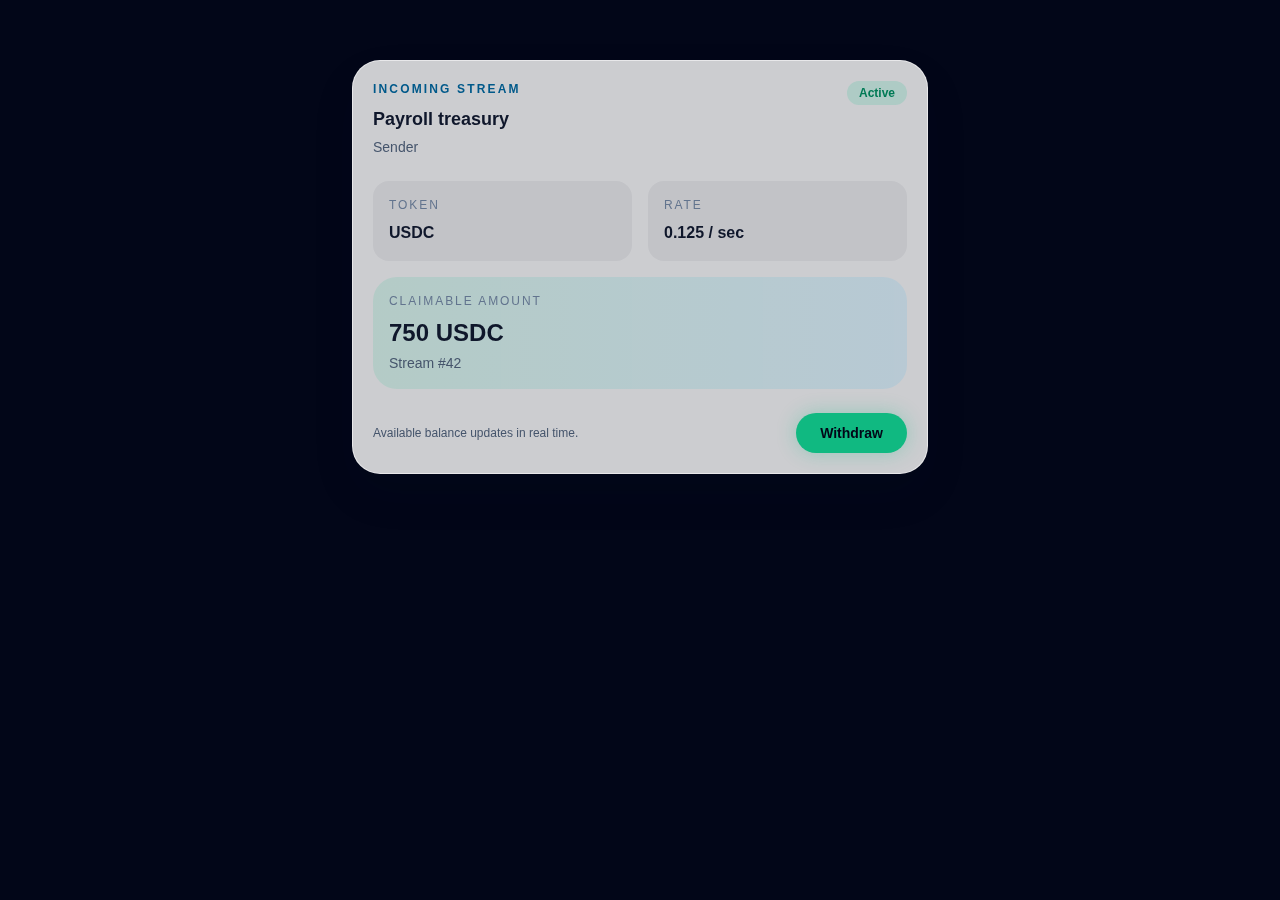 INCOMING STREAM
Active
Payroll treasury
Sender
TOKEN
USDC
RATE
0.125 / sec
CLAIMABLE AMOUNT
750 USDC
Stream #42
Available balance updates in real time.
Withdraw